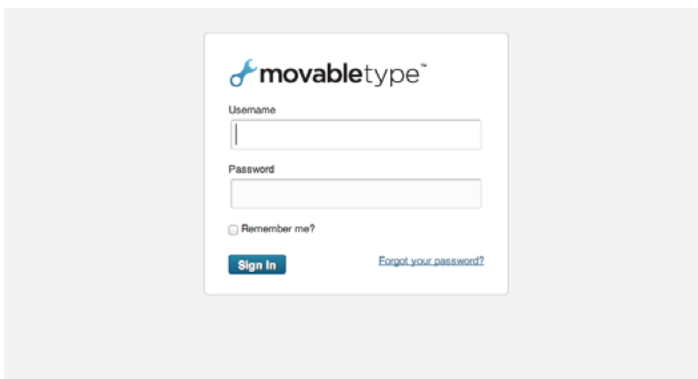 movabletype™
Username
Password
Remember me?
Sign In
Forgot your password?